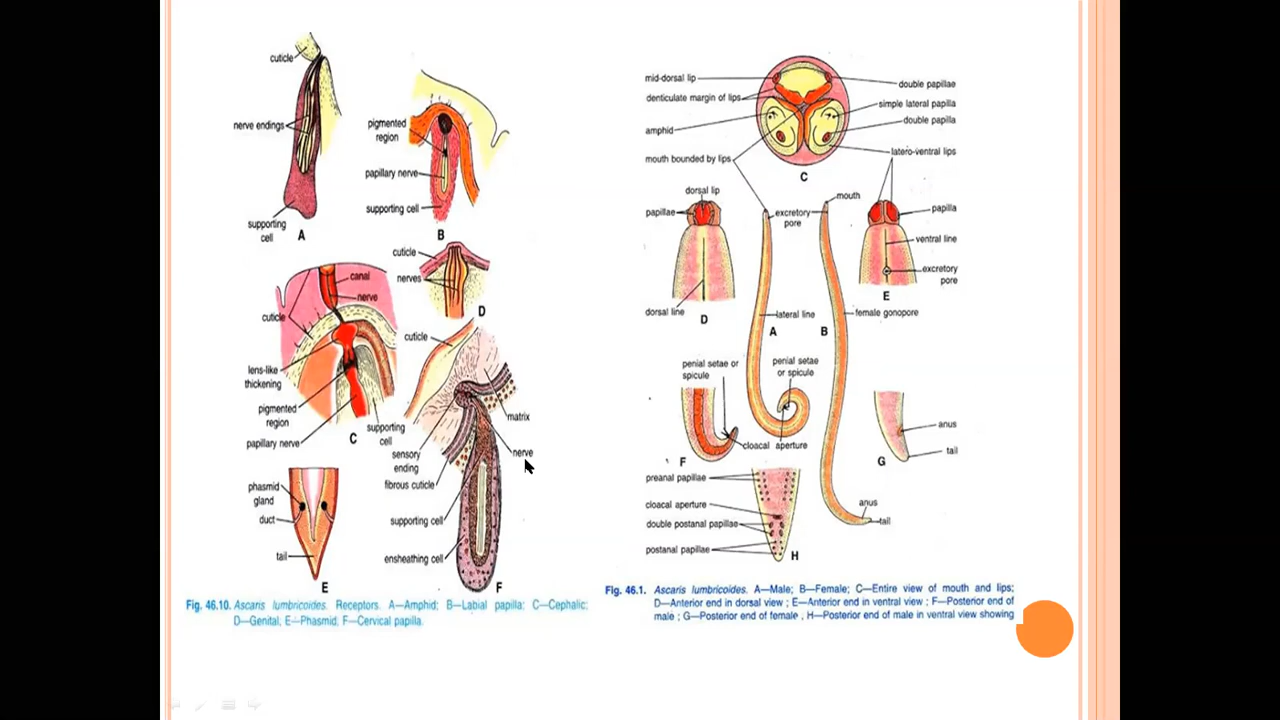 cuticle
nerve endings
supporting
cell
A
pigmented
region
papillary nerve
supporting cell
B
canal
nerve
cuticle
lens-like
thickening
pigmented
region
papillary nerve
supporting
cell
C
cuticle
nerves
D
phasmid
gland
duct
tail
E
cuticle
matrix
nerve
sensory
ending
fibrous cuticle
supporting cell
ensheathing cell
F
Fig. 46.10. Ascaris lumbricoides. Receptors. A—Amphid; B—Labial papilla; C—Cephalic;
D—Genital; E—Phasmid; F—Cervical papilla.
mid-dorsal lip
denticulate margin of lips
amphid
mouth bounded by lips
double papillae
simple lateral papilla
double papilla
latero-ventral lips
C
dorsal lip
papillae
dorsal line
D
excretory
pore
lateral line
A
penial setae
or spicule
mouth
B
female gonopore
anus
tail
papilla
ventral line
excretory
pore
E
penial setae or
spicule
cloacal aperture
F
anus
tail
G
preanal papillae
cloacal aperture
double postanal papillae
postanal papillae
H
Fig. 46.1. Ascaris lumbricoides. A—Male; B—Female; C—Entire view of mouth and lips;
D—Anterior end in dorsal view ; E—Anterior end in ventral view ; F—Posterior end of
male ; G—Posterior end of female , H—Posterior end of male in ventral view showing